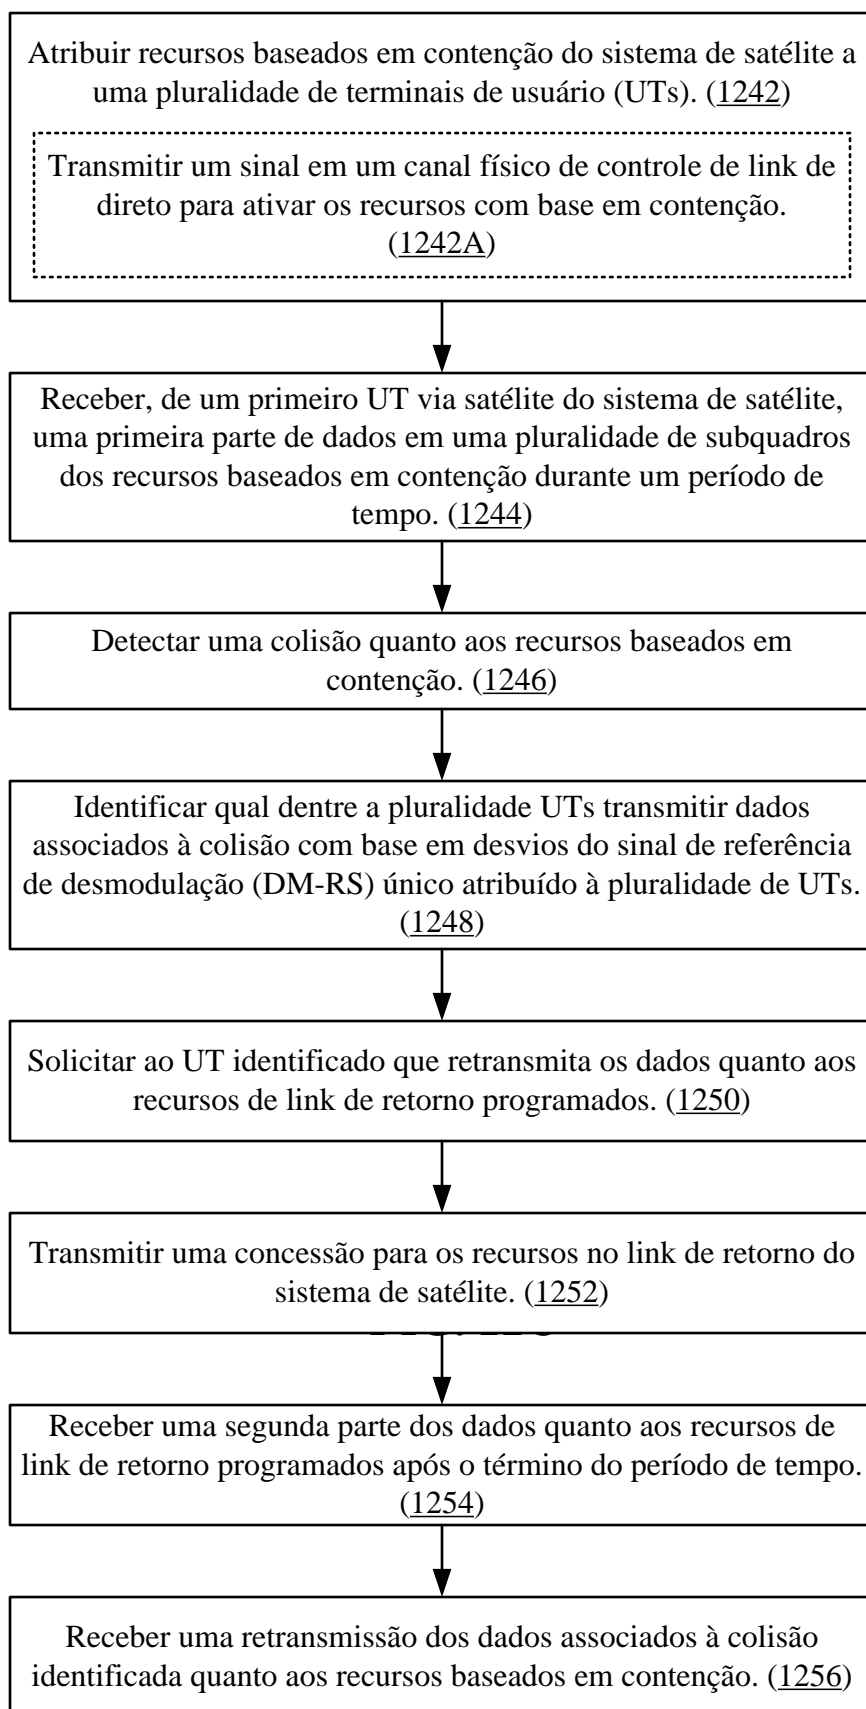 Atribuir recursos baseados em contenção do sistema de satélite a
uma pluralidade de terminais de usuário (UTs). (1242)
Transmitir um sinal em um canal físico de controle de link de
direto para ativar os recursos com base em contenção.
(1242A)
Receber, de um primeiro UT via satélite do sistema de satélite,
uma primeira parte de dados em uma pluralidade de subquadros
dos recursos baseados em contenção durante um período de
tempo. (1244)
Detectar uma colisão quanto aos recursos baseados em
contenção. (1246)
Identificar qual dentre a pluralidade UTs transmitir dados
associados à colisão com base em desvios do sinal de referência
de desmodulação (DM-RS) único atribuído à pluralidade de UTs.
(1248)
Solicitar ao UT identificado que retransmita os dados quanto aos
recursos de link de retorno programados. (1250)
Transmitir uma concessão para os recursos no link de retorno do
sistema de satélite. (1252)
Receber uma segunda parte dos dados quanto aos recursos de
link de retorno programados após o término do período de tempo.
(1254)
Receber uma retransmissão dos dados associados à colisão
identificada quanto aos recursos baseados em contenção. (1256)